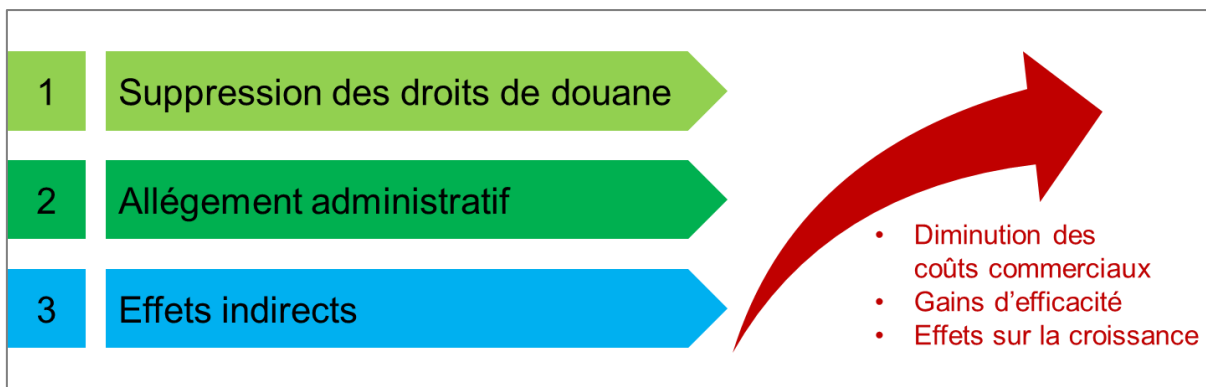 1 Suppression des droits de douane
2 Allégement administratif
3 Effets indirects
• Diminution des
coûts commerciaux
• Gains d’efficacité
• Effets sur la croissance